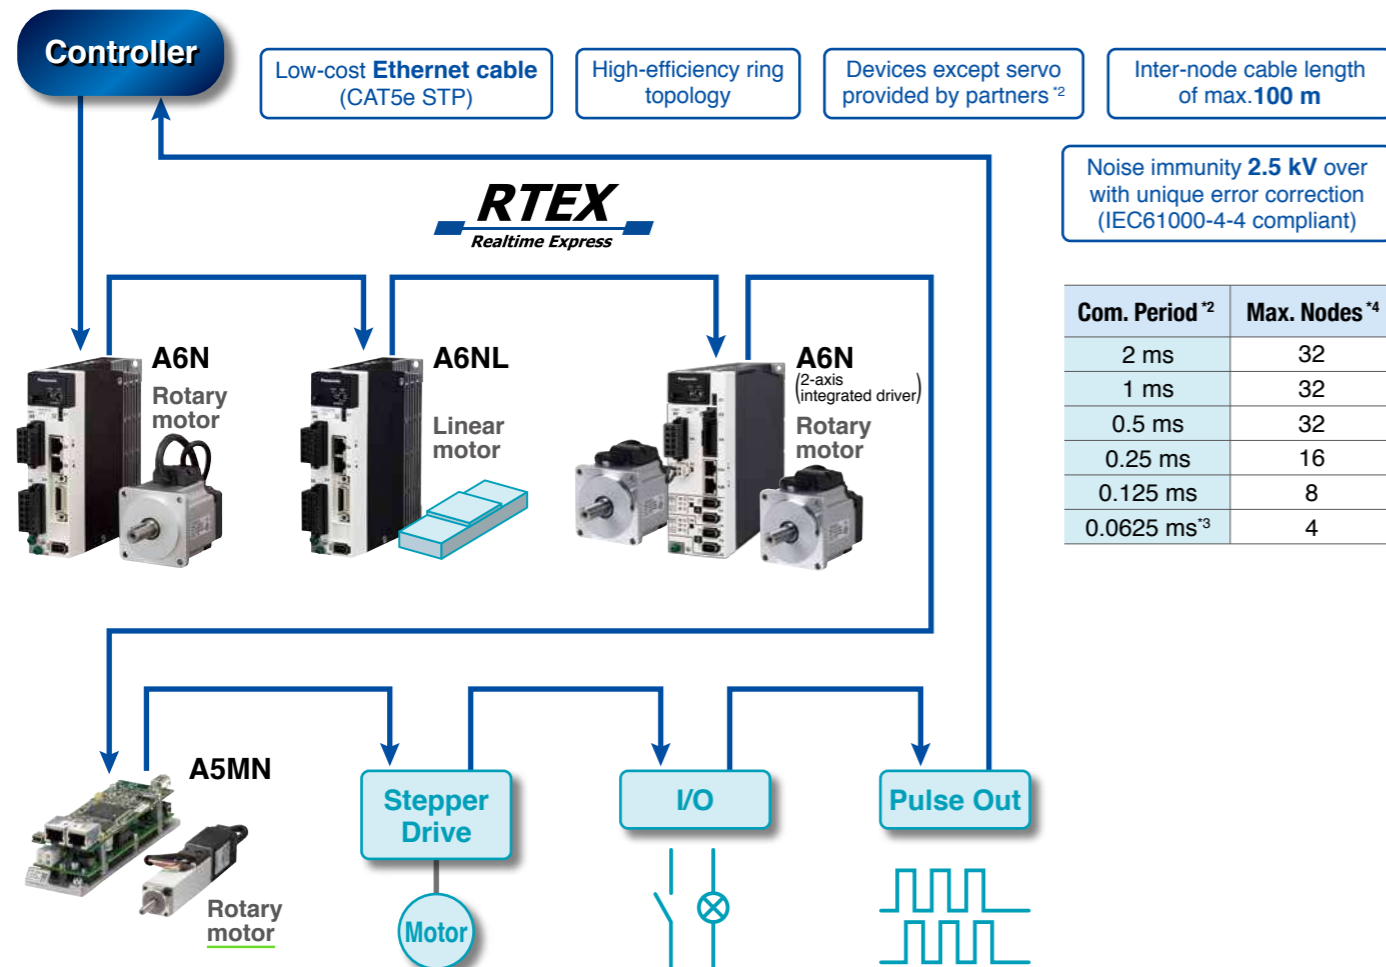 Controller
Low-cost Ethernet cable
(CAT5e STP)
High-efficiency ring
topology
Devices except servo
provided by partners *2
Inter-node cable length
of max.100 m
Noise immunity 2.5 kV over
with unique error correction
(IEC61000-4-4 compliant)
RTEX
Realtime Express
Com. Period *2 Max. Nodes *4
2 ms 32
1 ms 32
0.5 ms 32
0.25 ms 16
0.125 ms 8
0.0625 ms*3 4
A6N
Rotary
motor
A6NL
Linear
motor
A6N
(2-axis
integrated driver)
Rotary
motor
A5MN
Rotary
motor
Stepper
Drive
Motor
I/O
Pulse Out